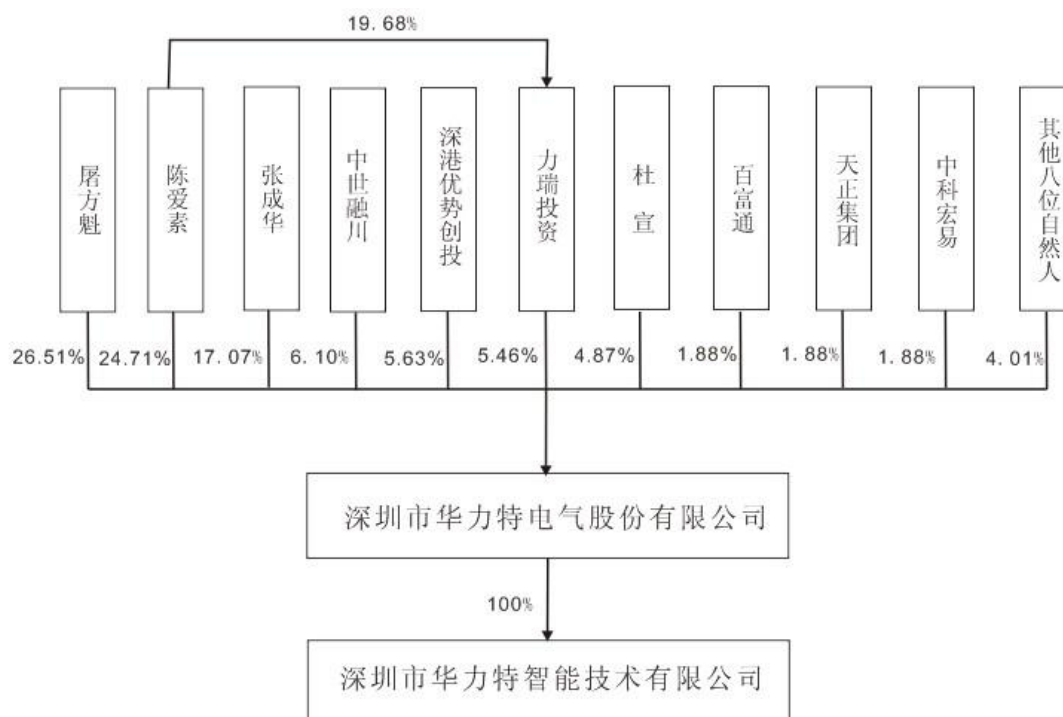 19.68%
屠方魁
陈爱素
张成华
中世融川
深港优势创投
力瑞投资
杜宣
百富通
天正集团
中科宏易
其他八位自然人
26.51%
24.71%
17.07%
6.10%
5.63%
5.46%
4.87%
1.88%
1.88%
1.88%
4.01%
深圳市华力特电气股份有限公司
100%
深圳市华力特智能技术有限公司